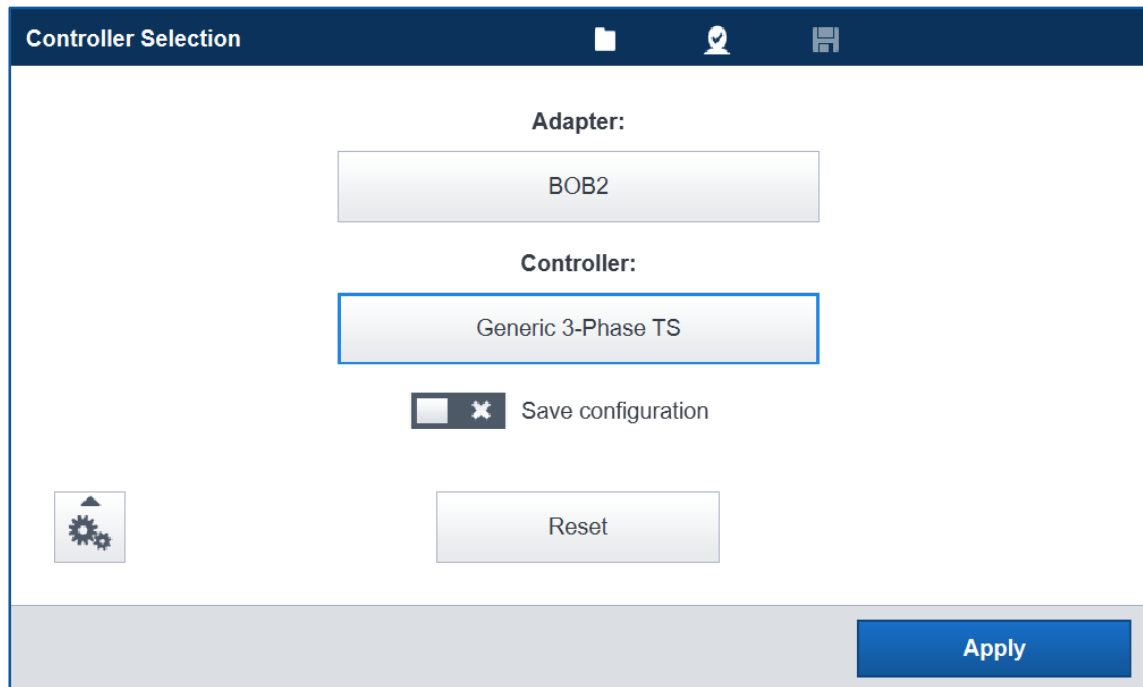 Controller Selection
Adapter:
BOB2
Controller:
Generic 3-Phase TS
Save configuration
Reset
Apply